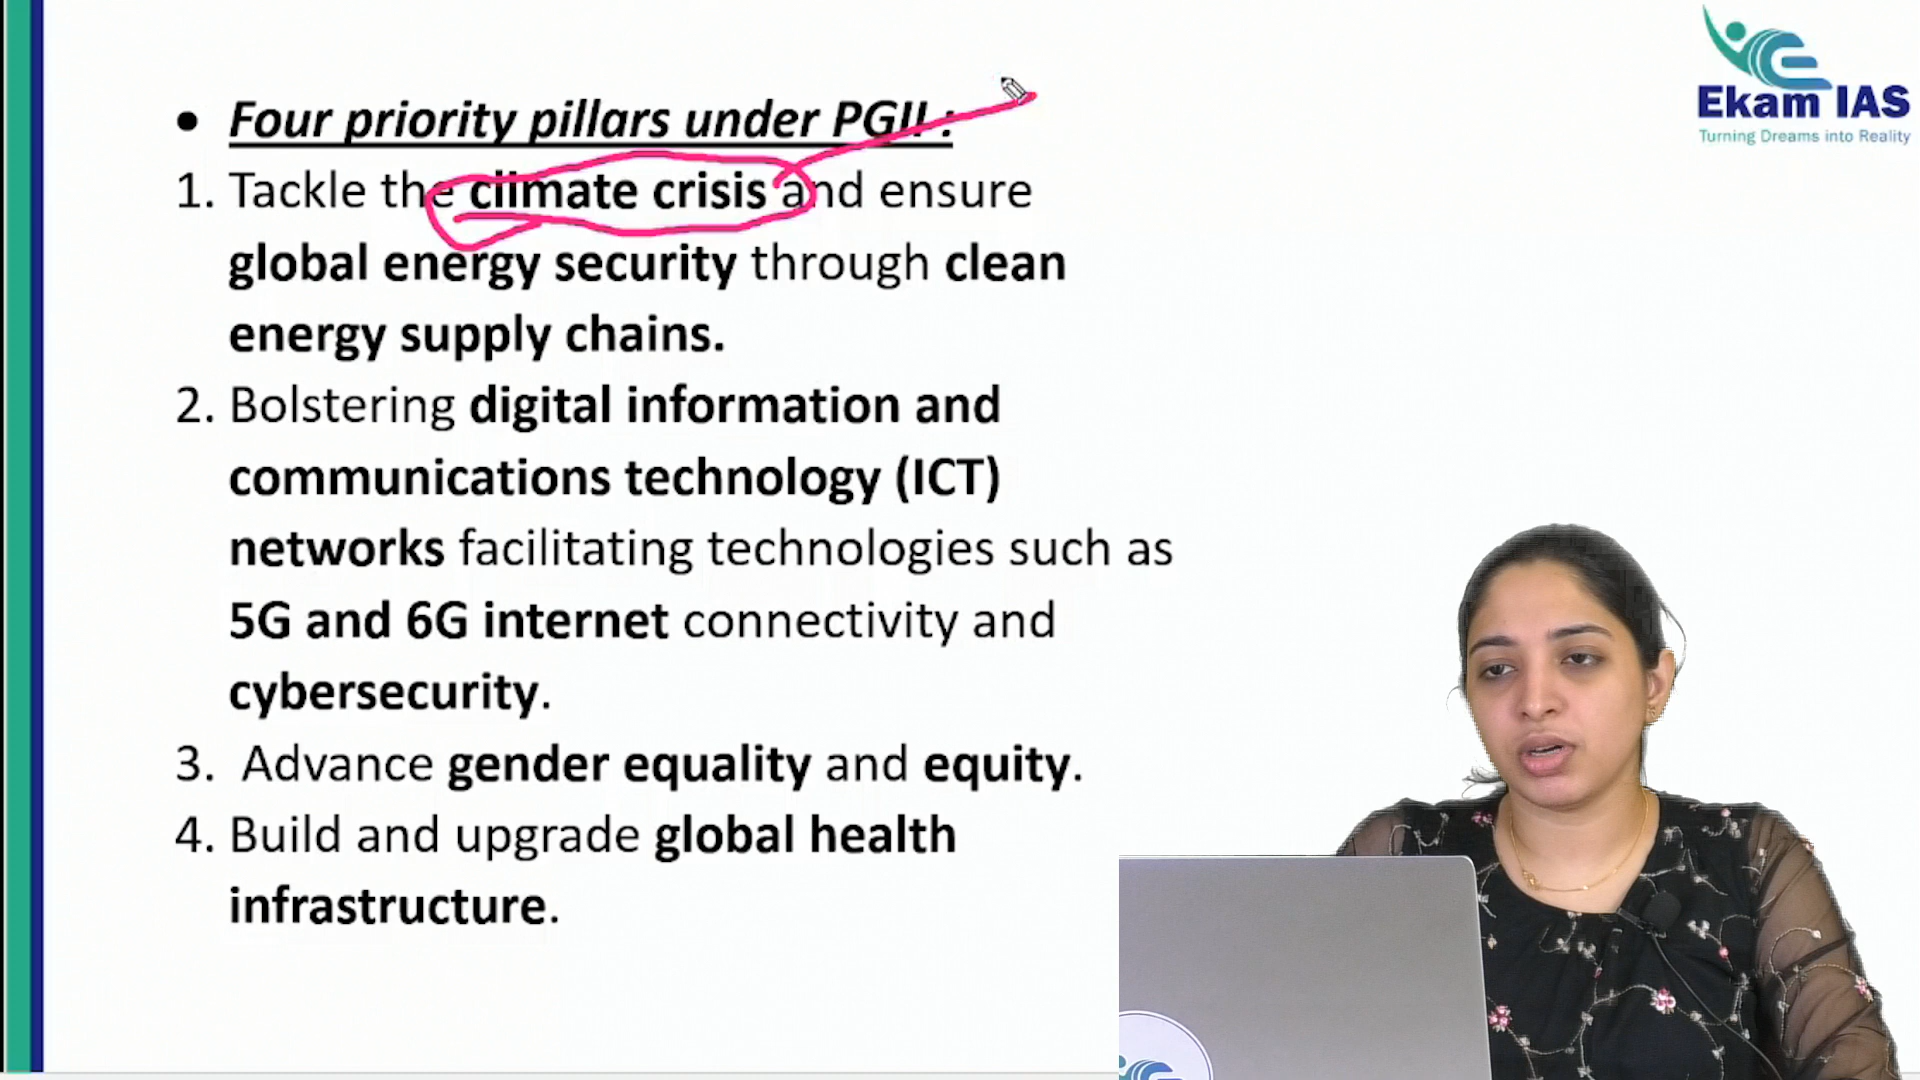 • Four priority pillars under PGII :
1. Tackle the climate crisis and ensure
global energy security through clean
energy supply chains.
2. Bolstering digital information and
communications technology (ICT)
networks facilitating technologies such as
5G and 6G internet connectivity and
cybersecurity.
3. Advance gender equality and equity.
4. Build and upgrade global health
infrastructure.
Ekam IAS
Turning Dreams into Reality